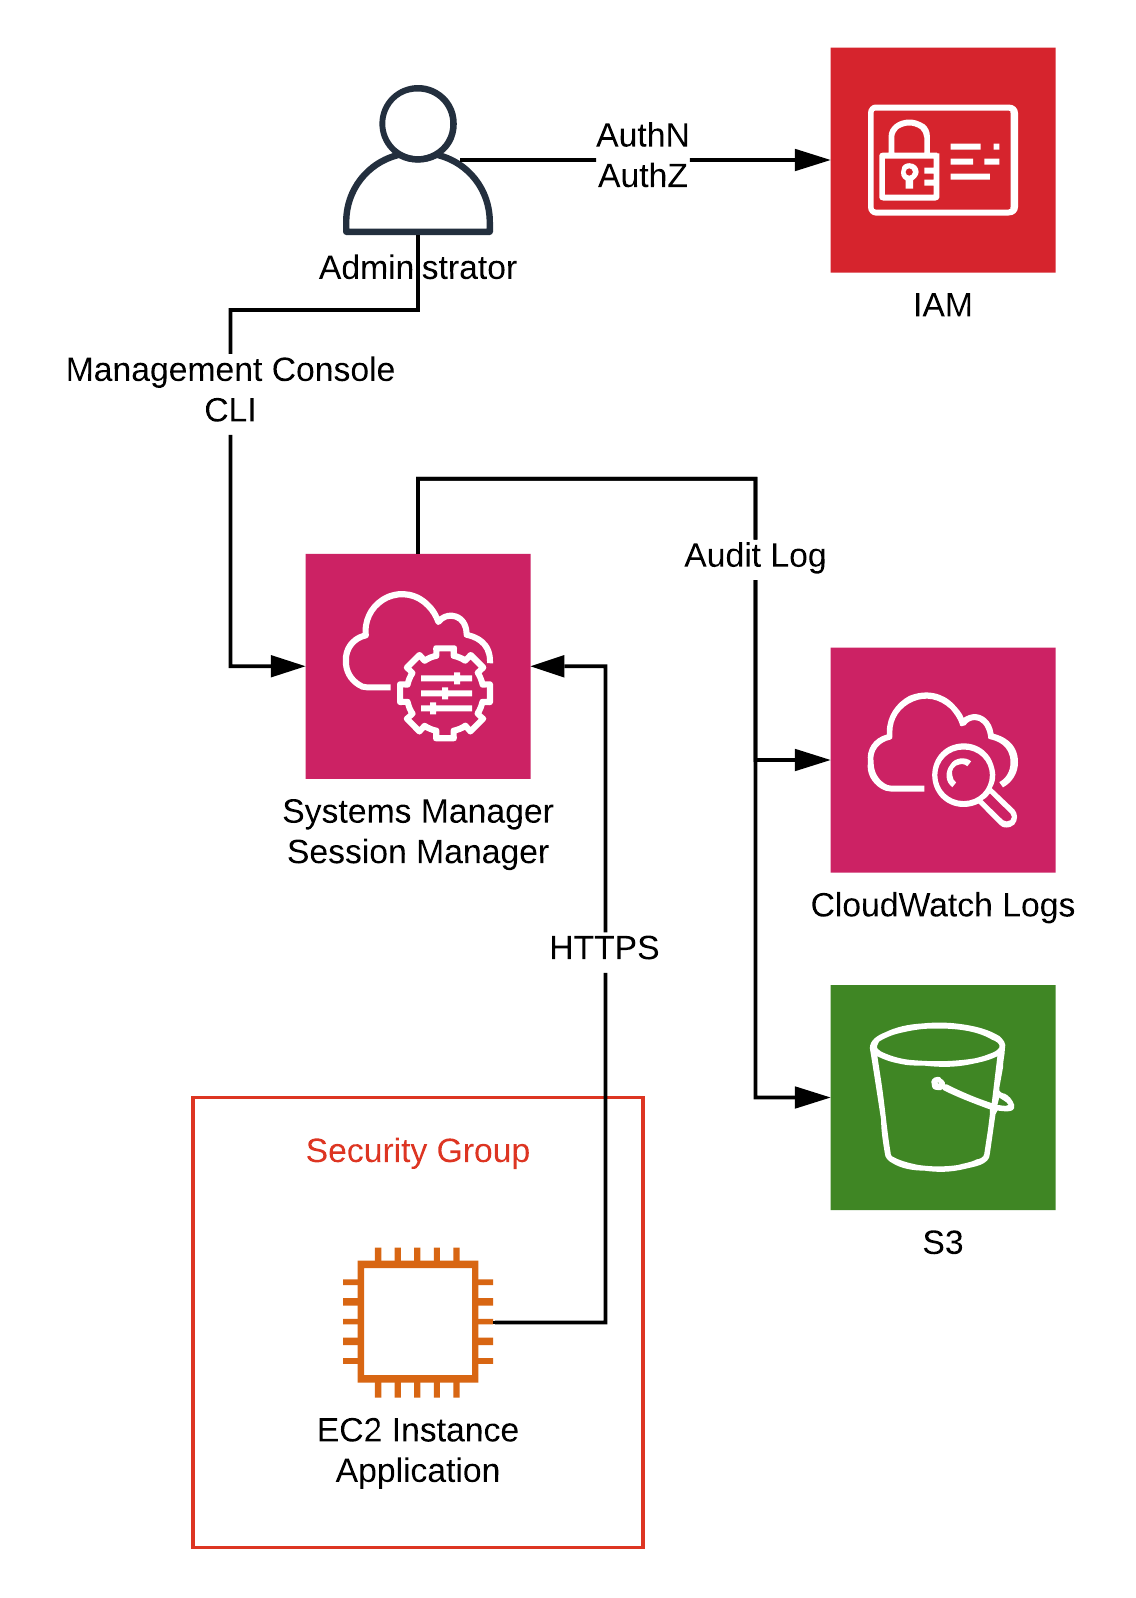 AuthN
AuthZ
Administrator
IAM
Management Console
CLI
Audit Log
Systems Manager
Session Manager
CloudWatch Logs
HTTPS
Security Group
S3
EC2 Instance
Application